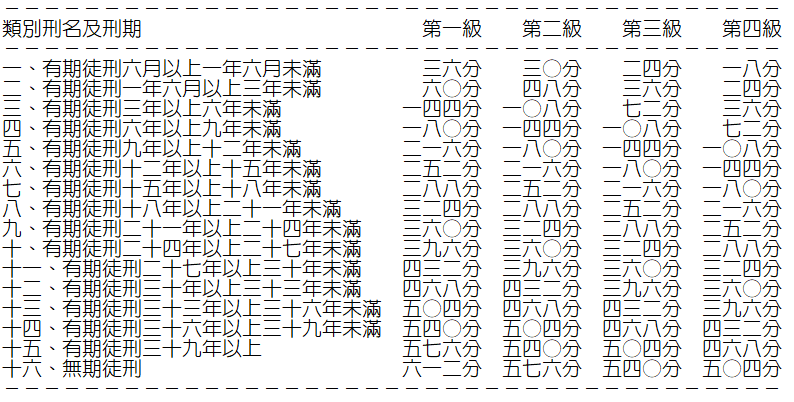 類別刑名及刑期 第一級 第二級 第三級 第四級
一、有期徒刑六月以上一年六月未滿 三六分 三○分 二四分 一八分
二、有期徒刑一年六月以上三年未滿 六○分 四八分 三六分 二四分
三、有期徒刑三年以上六年未滿 一四四分 一○八分 七二分 三六分
四、有期徒刑六年以上九年未滿 一八○分 一四四分 一○八分 七二分
五、有期徒刑九年以上十二年未滿 二一六分 一八○分 一四四分 一○八分
六、有期徒刑十二年以上十五年未滿 二五二分 二一六分 一八○分 一四四分
七、有期徒刑十五年以上十八年未滿 二八八分 二五二分 二一六分 一八○分
八、有期徒刑十八年以上二十一年未滿 三二四分 二八八分 二五二分 二一六分
九、有期徒刑二十一年以上二十四年未滿 三六○分 三二四分 二八八分 二五二分
十、有期徒刑二十四年以上二十七年未滿 三九六分 三六○分 三二四分 二八八分
十一、有期徒刑二十七年以上三十年未滿 四三二分 三九六分 三六○分 三二四分
十二、有期徒刑三十年以上三十三年未滿 四六八分 四三二分 三九六分 三六○分
十三、有期徒刑三十三年以上三十六年未滿 五○四分 四六八分 四三二分 三九六分
十四、有期徒刑三十六年以上三十九年未滿 五四○分 五○四分 四六八分 四三二分
十五、有期徒刑三十九年以上 五七六分 五四○分 五○四分 四六八分
十六、無期徒刑 六一二分 五七六分 五四○分 五○四分